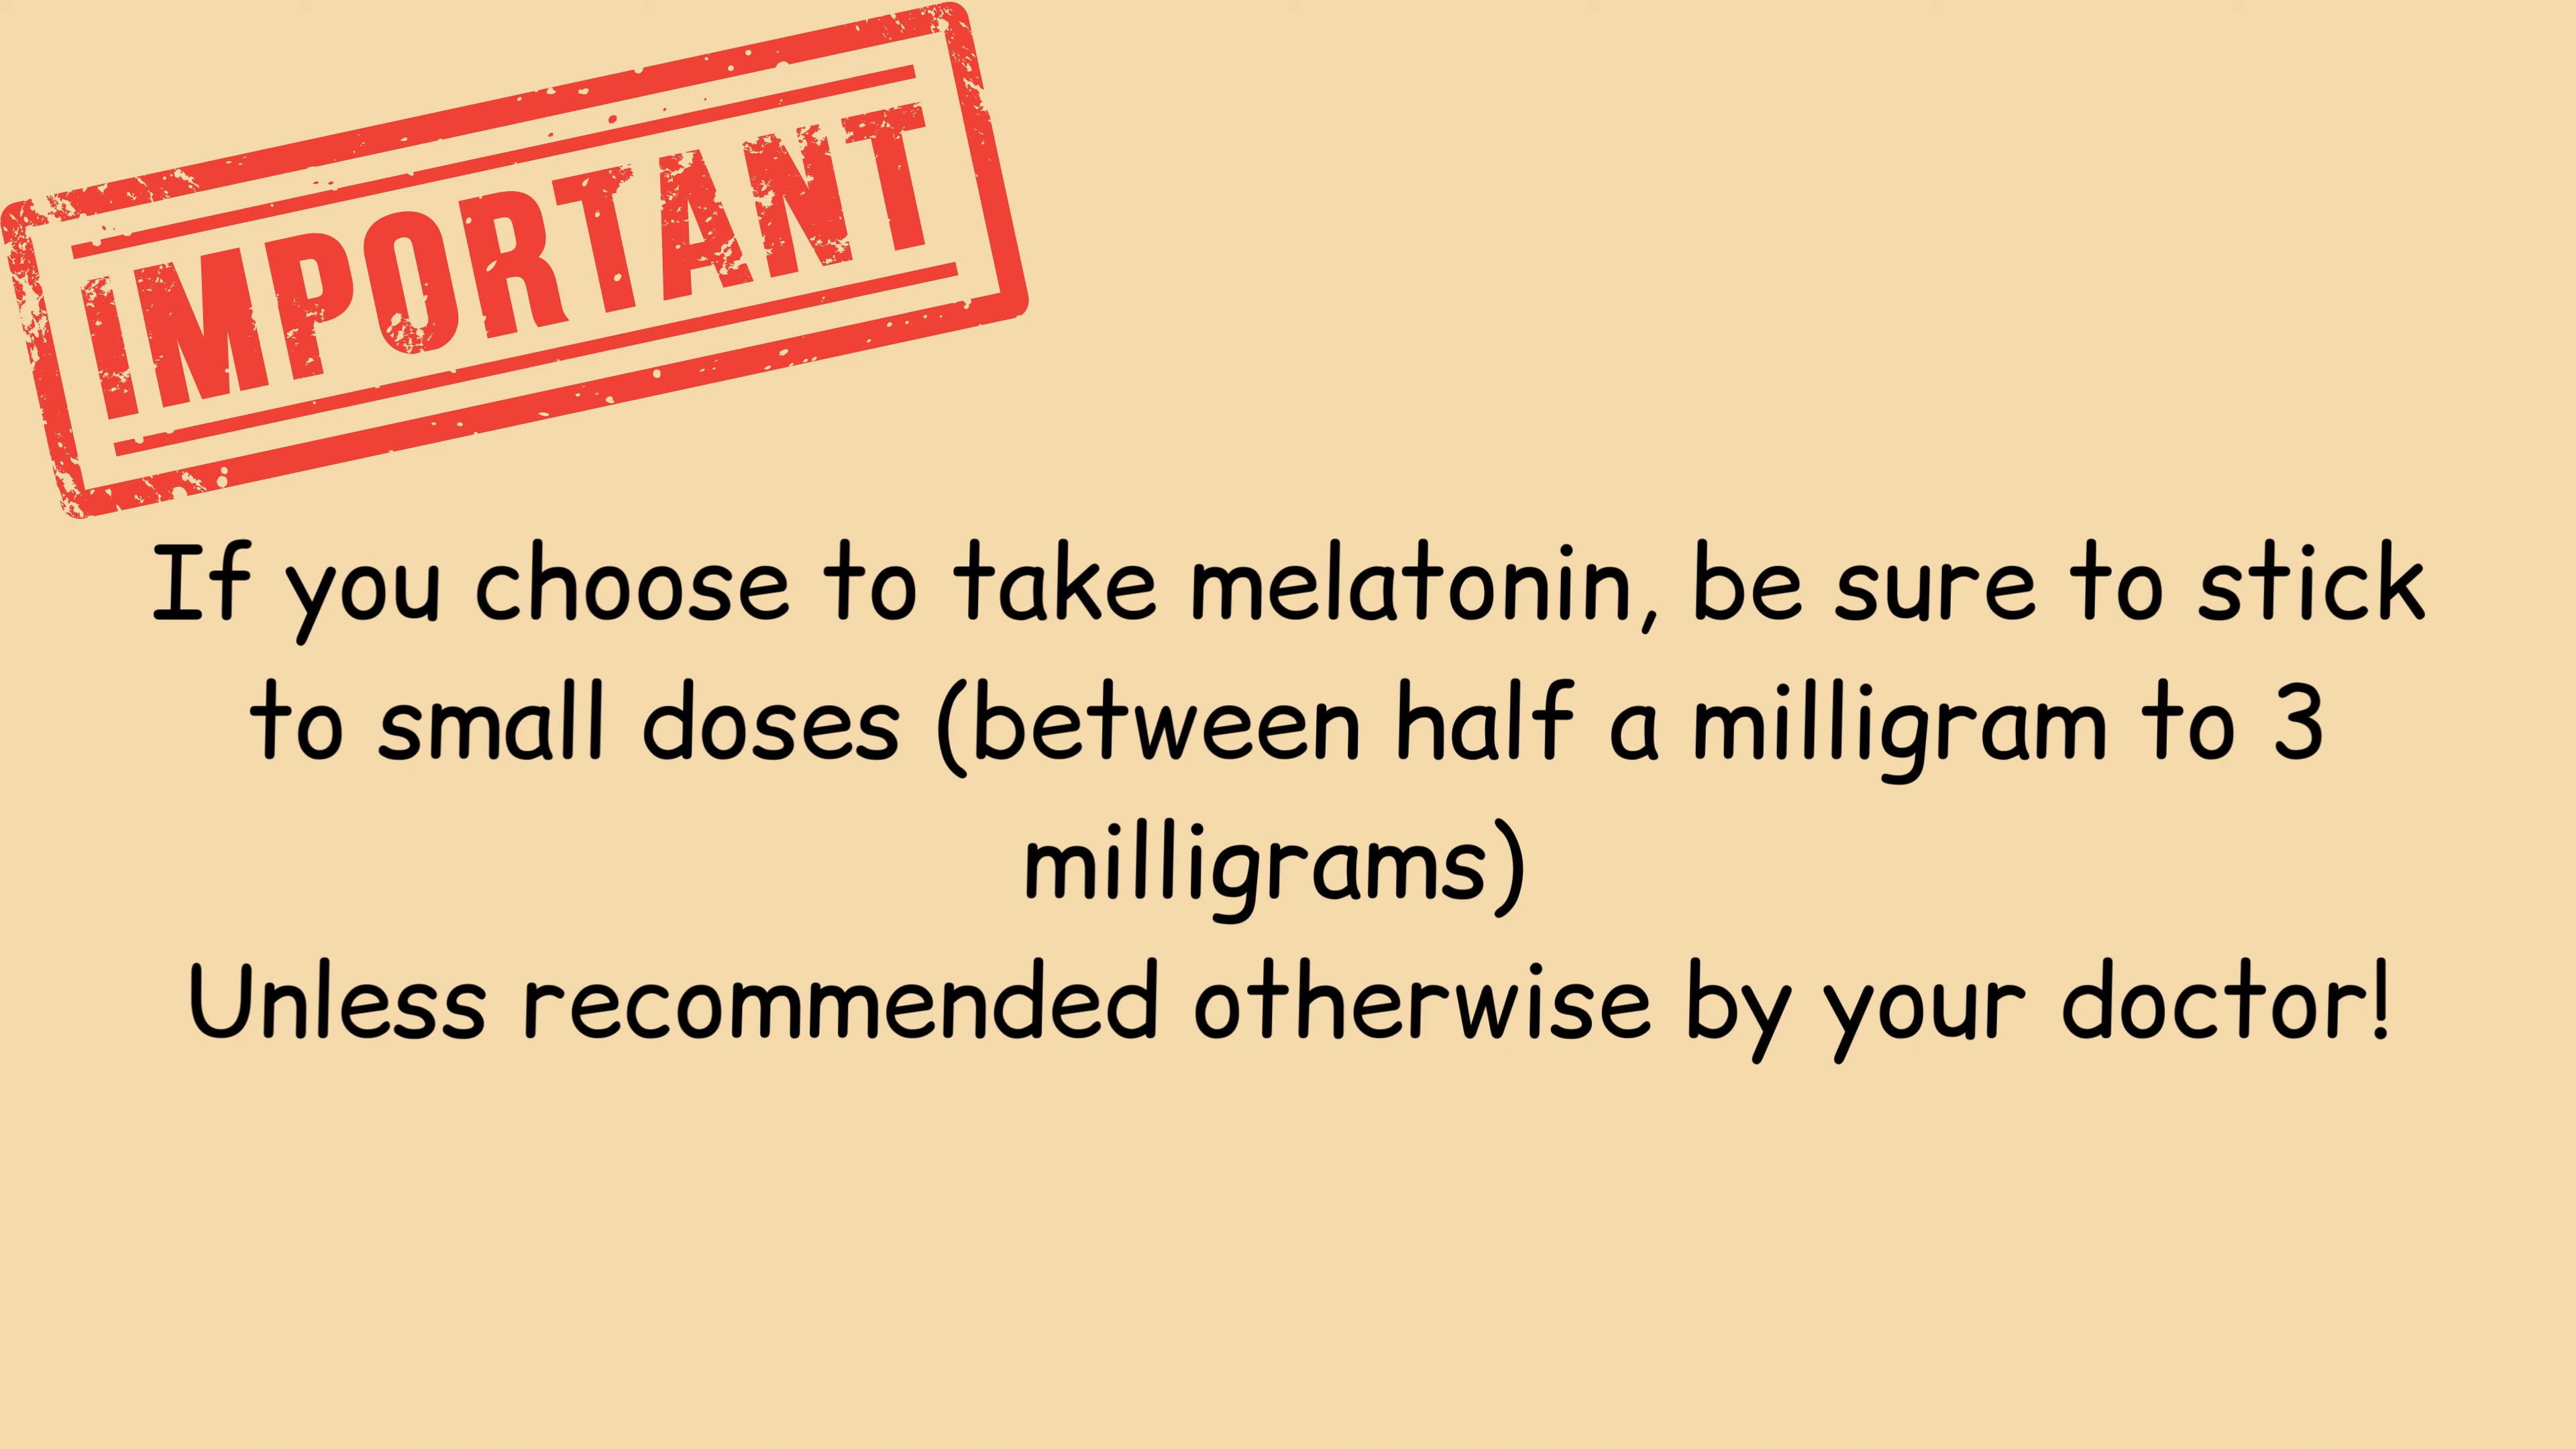 IMPORTANT
If you choose to take melatonin, be sure to stick
to small doses (between half a milligram to 3
milligrams)
Unless recommended otherwise by your doctor!